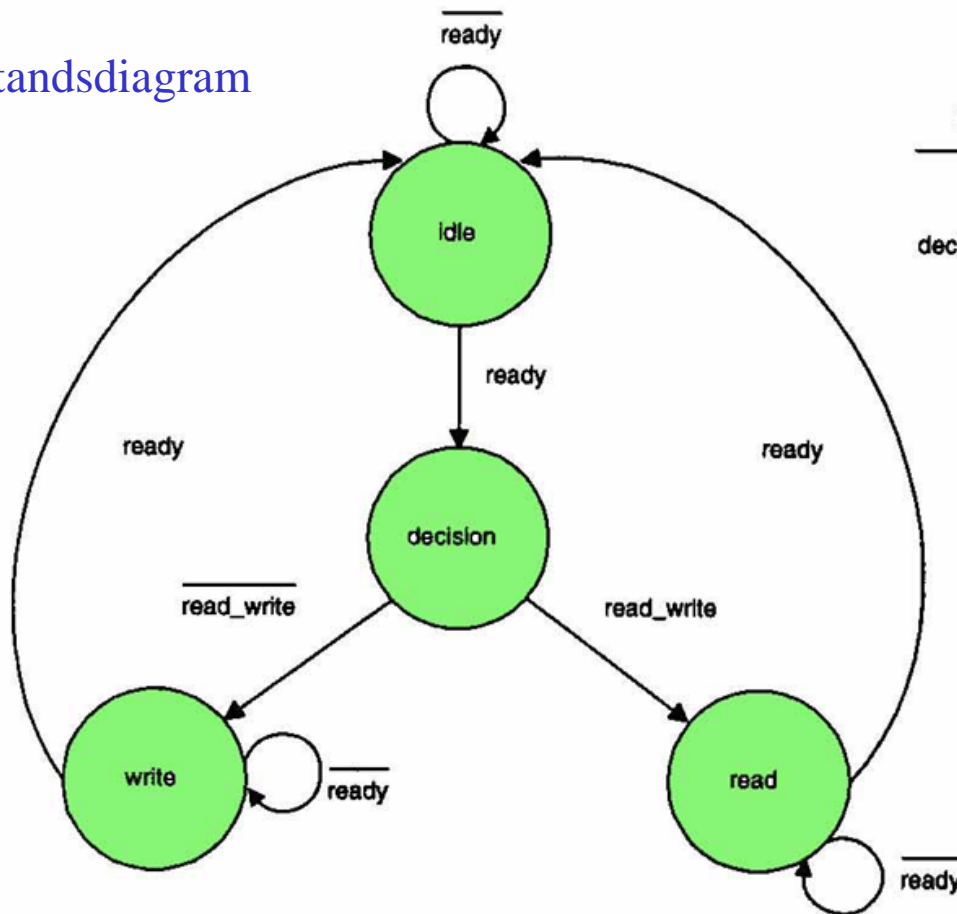 ready
tandsdiagram
idle
dec
ready
ready
ready
decision
read_write
read_write
write
ready
read
ready